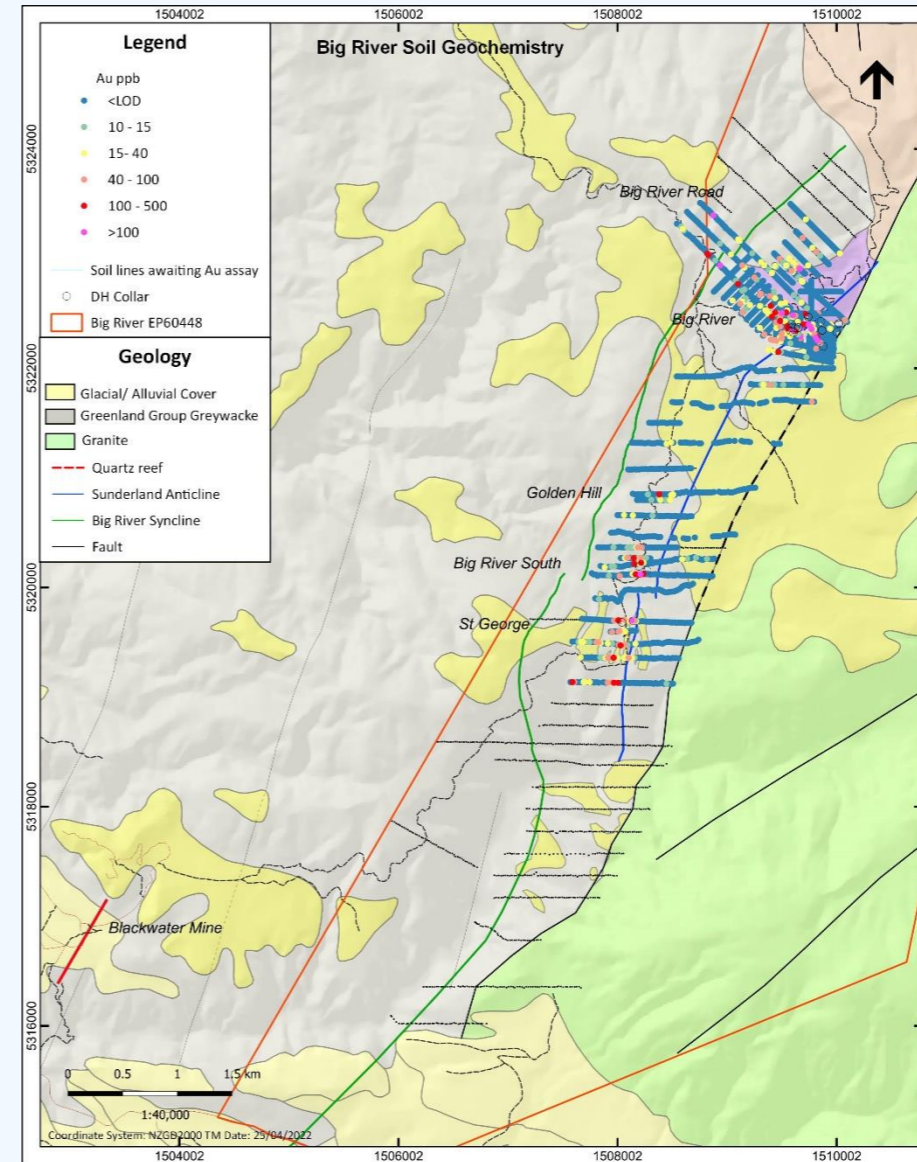 1504002
1506002
1508002
1510002
Big River Soil Geochemistry
Legend
Au ppb
<LOD
10 - 15
15- 40
40 - 100
100 - 500
>100
Soil lines awaiting Au assay
DH Collar
Big River EP60448
Geology
Glacial/ Alluvial Cover
Greenland Group Greywacke
Granite
Quartz reef
Sunderland Anticline
Big River Syncline
Fault
5324000
5322000
5320000
5318000
5316000
Big River Road
Big River
Golden Hill
Big River South
St George
Blackwater Mine
0 0.5 1 1.5 km
1:40,000
Coordinate System: NZGD2000 TM Date: 25/04/2022
1504002
1506002
1508002
1510002